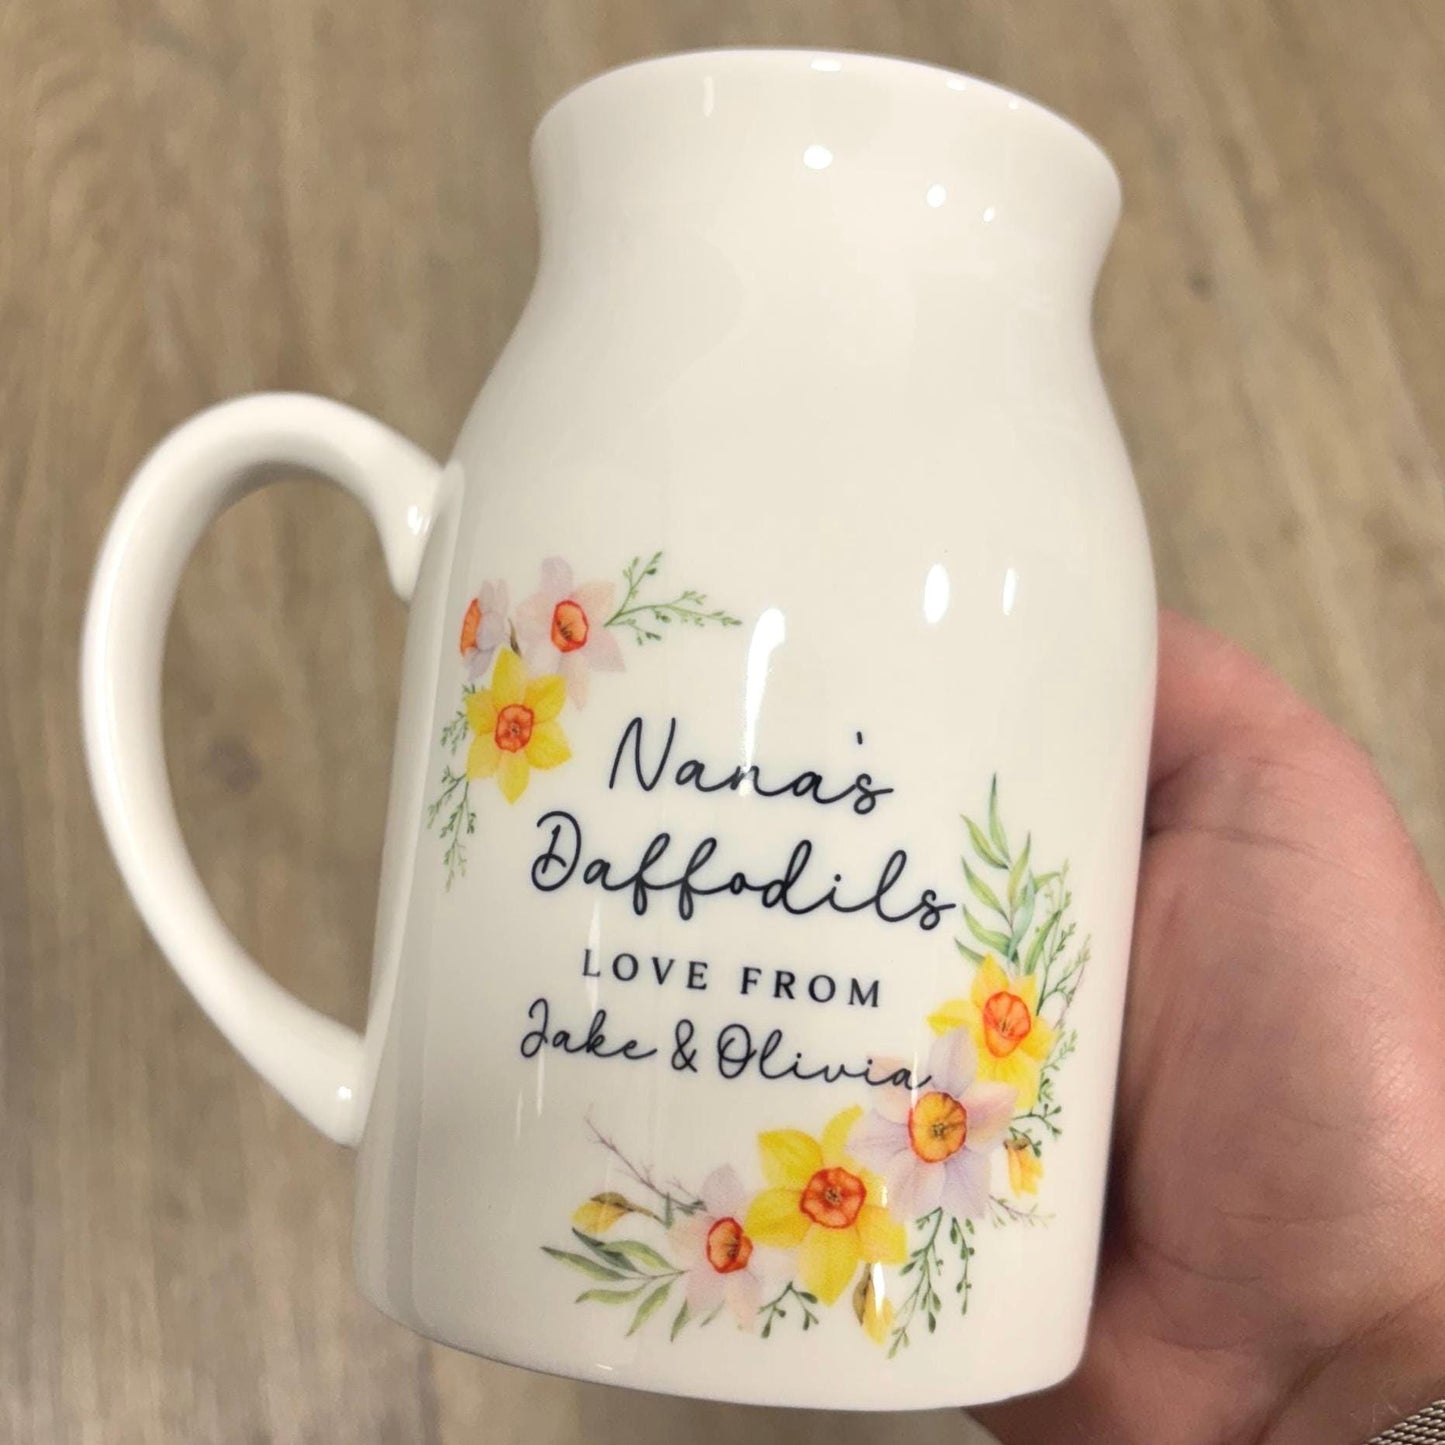 Nana's
Daffodils
LOVE FROM
Jake & Olivia